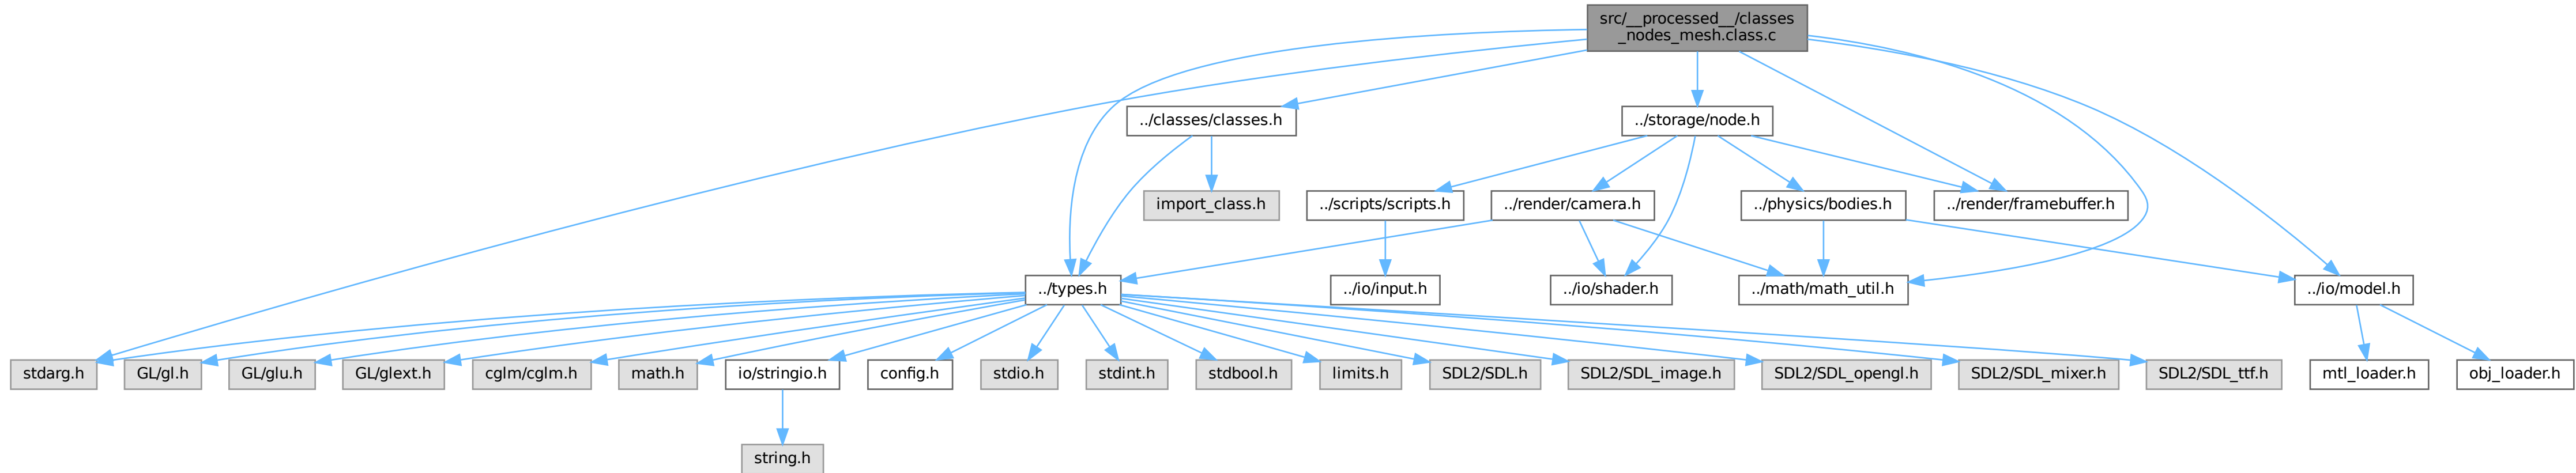 src/__processed__/classes
_nodes_mesh.class.c
../classes/classes.h
../storage/node.h
import_class.h
../scripts/scripts.h
../render/camera.h
../physics/bodies.h
../render/framebuffer.h
../types.h
../io/input.h
../io/shader.h
../math/math_util.h
../io/model.h
stdarg.h
GL/gl.h
GL/glu.h
GL/glext.h
cglm/cglm.h
math.h
io/stringio.h
config.h
stdio.h
stdint.h
stdbool.h
limits.h
SDL2/SDL.h
SDL2/SDL_image.h
SDL2/SDL_opengl.h
SDL2/SDL_mixer.h
SDL2/SDL_ttf.h
mtl_loader.h
obj_loader.h
string.h